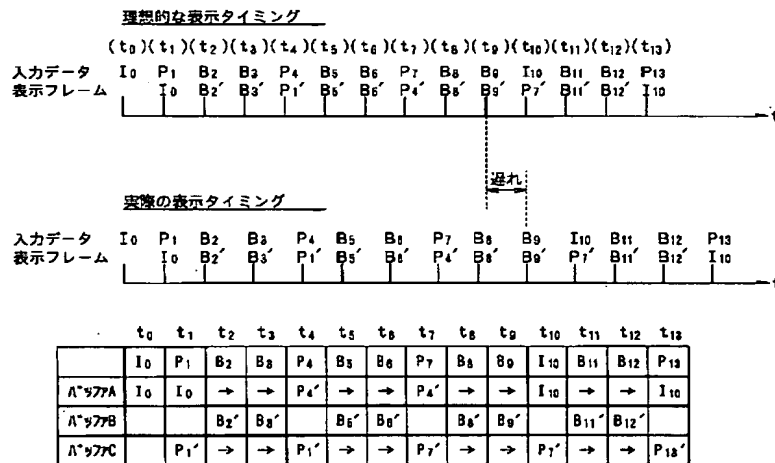 理想的な表示タイミング
(t0)(t1)(t2)(t3)(t4)(t5)(t6)(t7)(t8)(t9)(t10)(t11)(t12)(t13)
入力データ I0 P1 B2 B3 P4 B5 B6 P7 B8 B9 I10 B11 B12 P13
表示フレーム I0 B2′ B3′ P1′ B5′ B6′ P4′ B8′ B9′ P7′ B11′ B12′ I10
t
遅れ
実際の表示タイミング
入力データ I0 P1 B2 B3 P4 B5 B6 P7 B8 B9 I10 B11 B12 P13
表示フレーム I0 B2′ B3′ P1′ B5′ B6′ P4′ B8′ B9′ P7′ B11′ B12′ I10
t
t0 t1 t2 t3 t4 t5 t6 t7 t8 t9 t10 t11 t12 t13
I0 P1 B2 B3 P4 B5 B6 P7 B8 B9 I10 B11 B12 P13
バッファA I0 I0 → → P4′ → → P4′ → → I10 → → I10
バッファB B2′ B3′ B5′ B6′ B8′ B9′ B11′ B12′
バッファC P1′ → → P1′ → → P7′ → → P7′ → → P13′